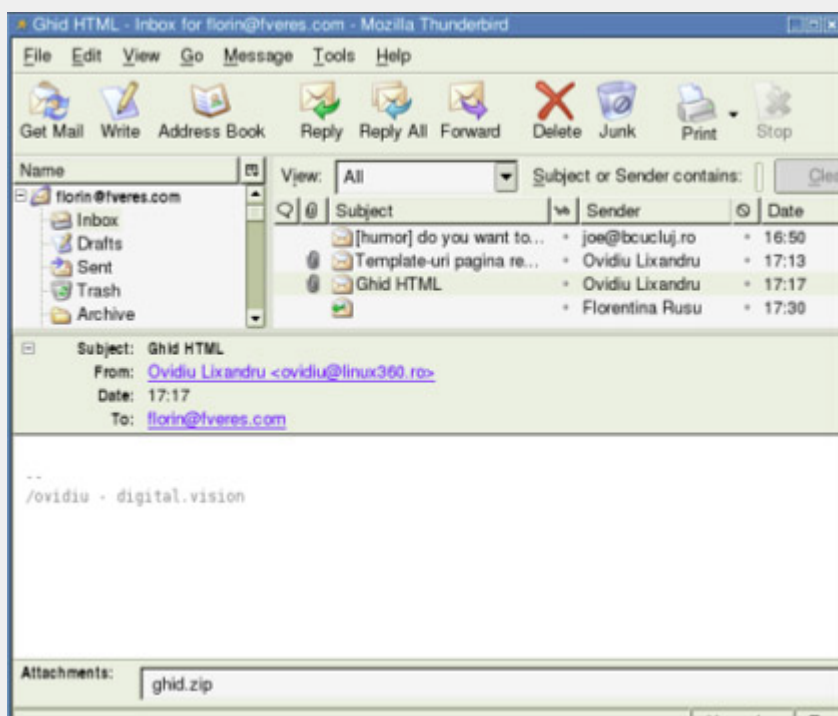 Ghid HTML - Inbox for florin@fveres.com - Mozilla Thunderbird
File Edit View Go Message Tools Help
Get Mail Write Address Book Reply Reply All Forward Delete Junk Print Stop
Name
View: All Subject or Sender contains:
florin@fveres.com
Inbox
Drafts
Sent
Trash
Archive
Subject Sender Date
[humor] do you want to... joe@bcucluj.ro 16:50
Template-uri pagina re... Ovidiu Lixandru 17:13
Ghid HTML Ovidiu Lixandru 17:17
Florentina Rusu 17:30
Subject: Ghid HTML
From: Ovidiu Lixandru <ovidiu@linux360.ro>
Date: 17:17
To: florin@fveres.com
--
/ovidiu - digital.vision
Attachments: ghid.zip